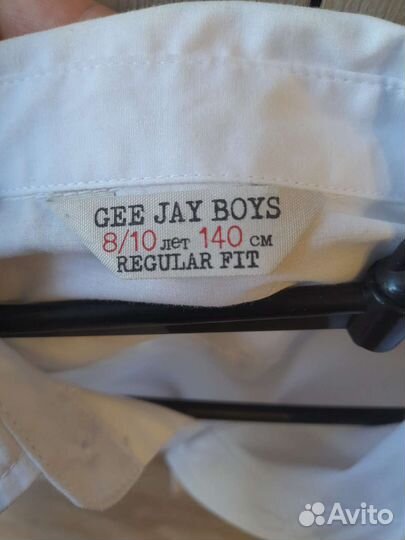 GEE JAY BOYS
8/10 лет 140 см
REGULAR FIT
Avito